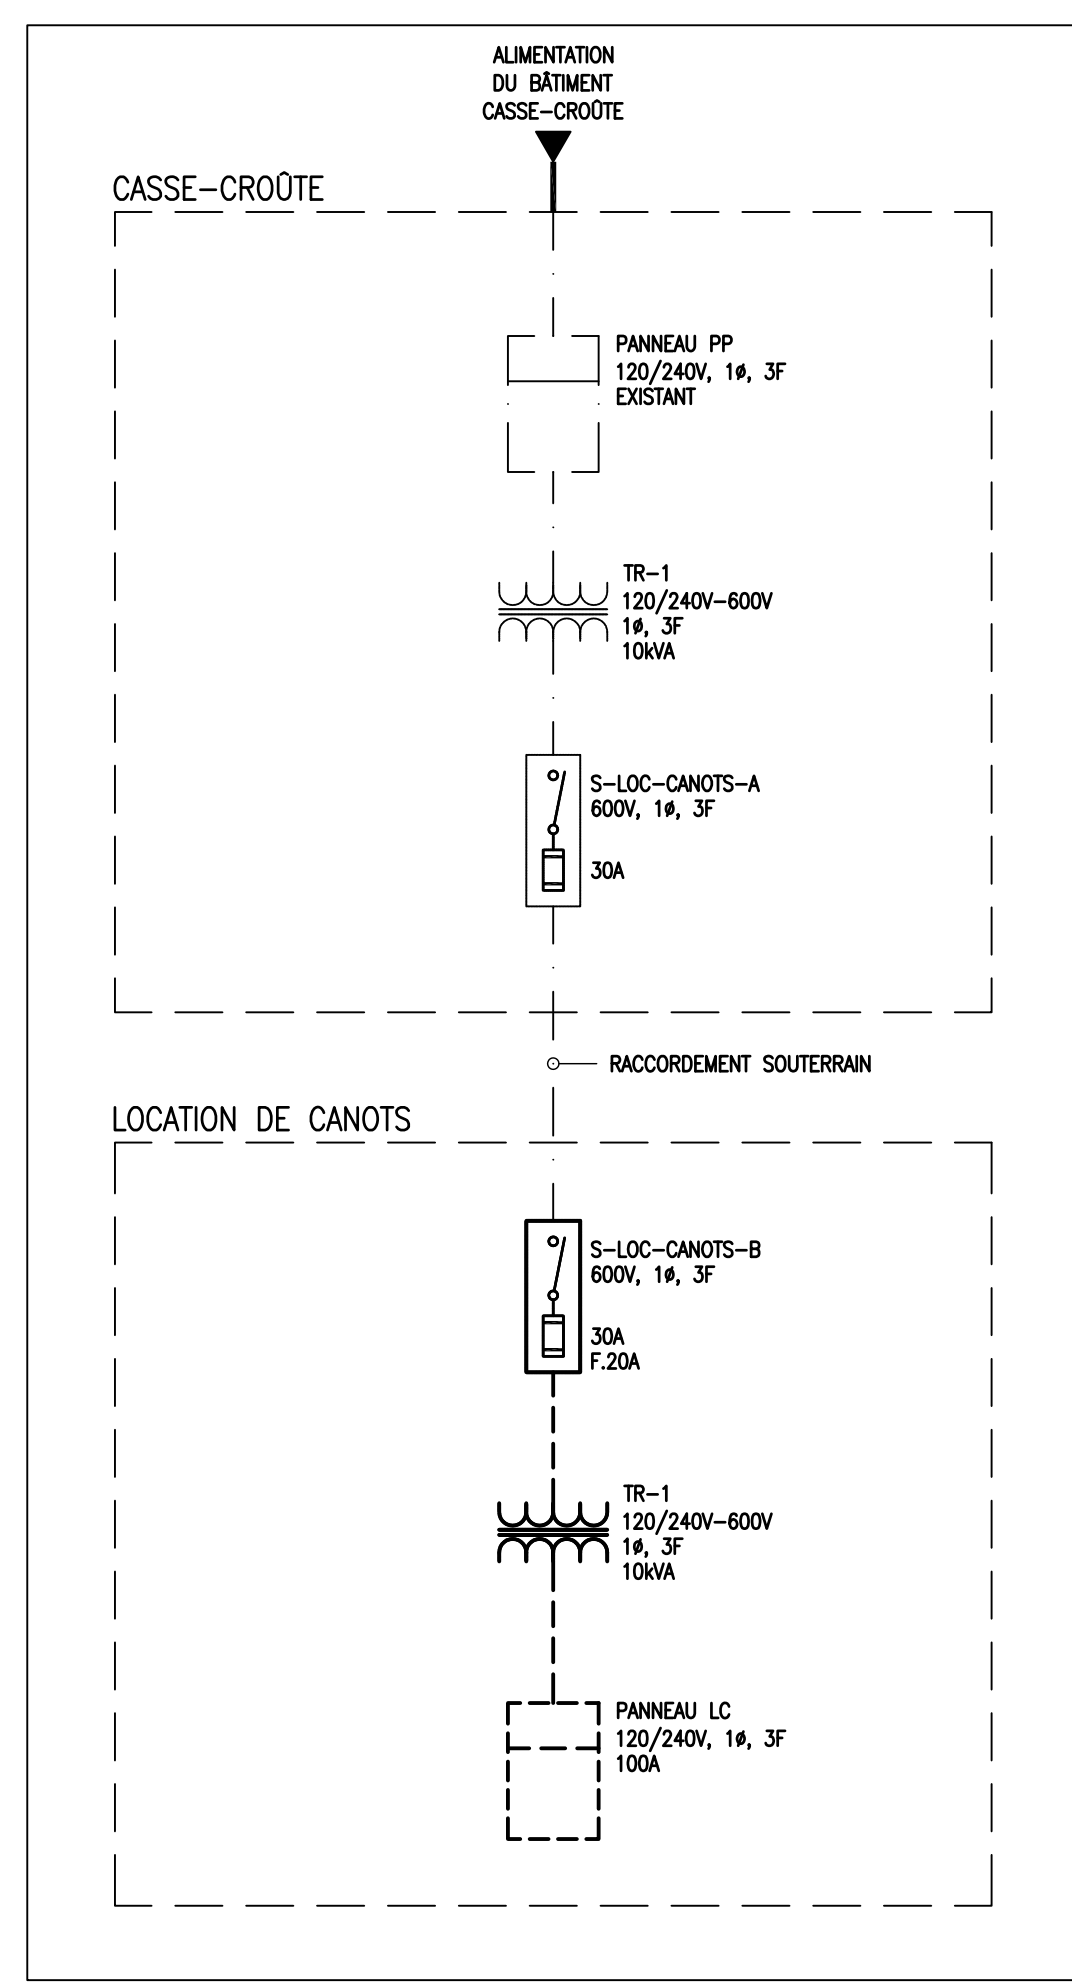 ALIMENTATION
DU BÂTIMENT
CASSE-CROÛTE
CASSE-CROÛTE
PANNEAU PP
120/240V, 1ø, 3F
EXISTANT
TR-1
120/240V-600V
1ø, 3F
10kVA
S-LOC-CANOTS-A
600V, 1ø, 3F
30A
RACCORDEMENT SOUTERRAIN
LOCATION DE CANOTS
S-LOC-CANOTS-B
600V, 1ø, 3F
30A
F.20A
TR-1
120/240V-600V
1ø, 3F
10kVA
PANNEAU LC
120/240V, 1ø, 3F
100A